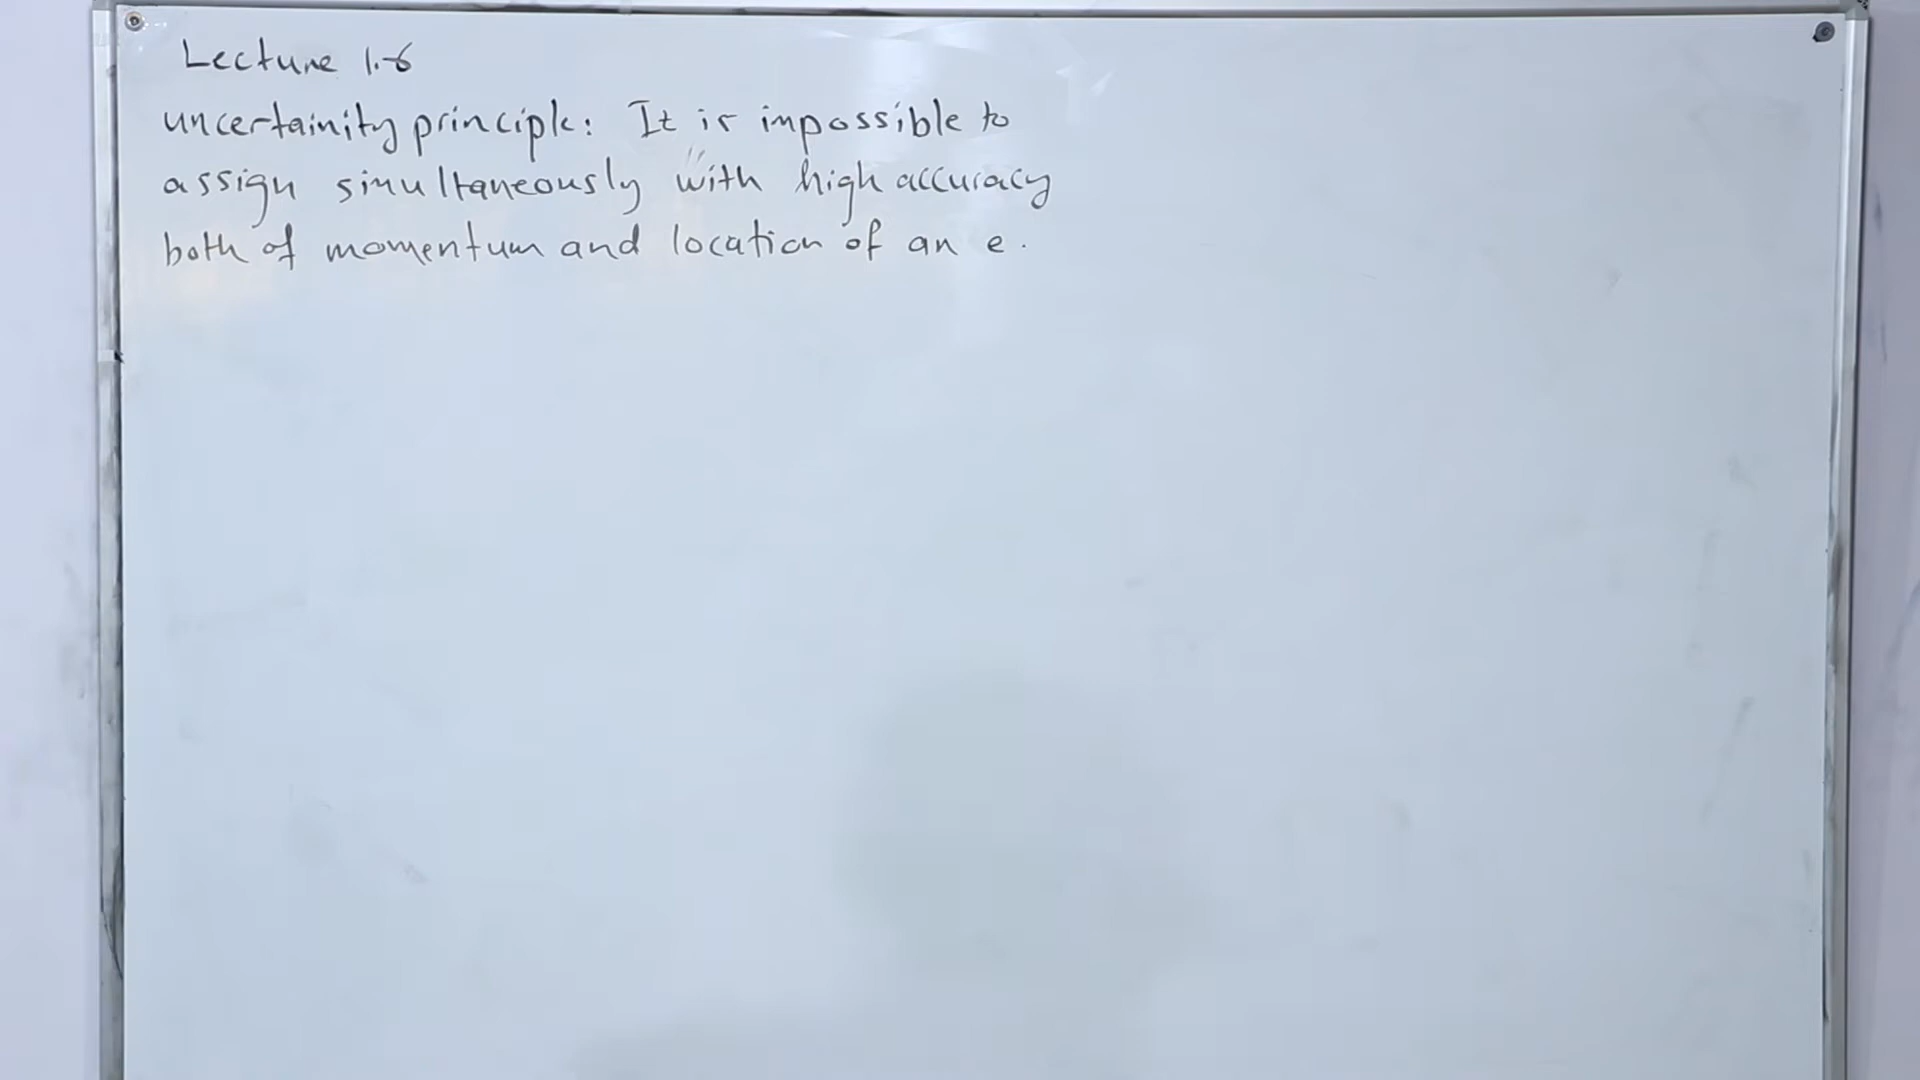 Lecture 1.6
uncertainity principle: It is impossible to
assign simultaneously with high accuracy
both of momentum and location of an e.